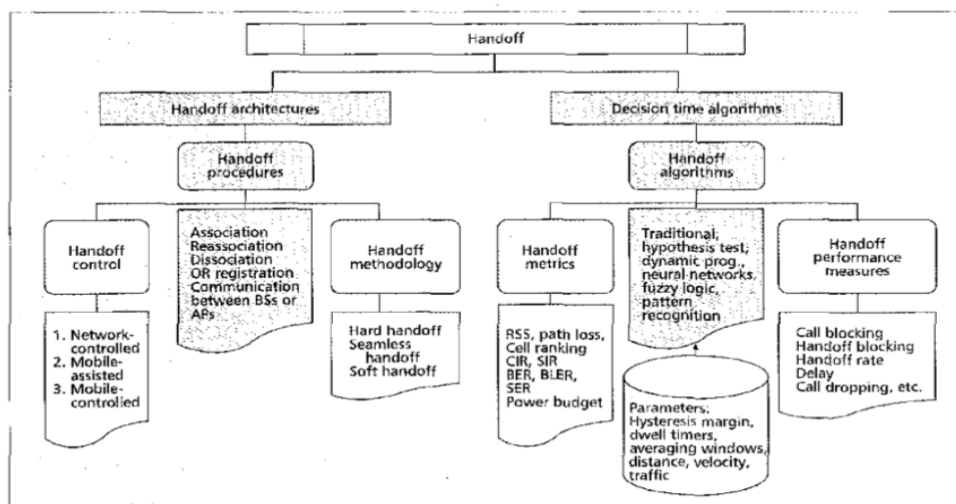 Handoff
Handoff architectures
Decision time algorithms
Handoff
procedures
Handoff
algorithms
Handoff
control
Association
Reassociation
Dissociation
OR registration
Communication
between BSs or
APs
Handoff
methodology
Handoff
metrics
Traditional,
hypothesis test,
dynamic prog.,
neural networks,
fuzzy logic,
pattern
recognition
Handoff
performance
measures
1. Network-
controlled
2. Mobile-
assisted
3. Mobile-
controlled
Hard handoff
Seamless
handoff
Soft handoff
RSS, path loss,
Cell ranking
CIR, SIR
BER, BLER,
SER
Power budget
Parameters:
Hysteresis margin,
dwell timers,
averaging windows,
distance, velocity,
traffic
Call blocking
Handoff blocking
Handoff rate
Delay
Call dropping, etc.